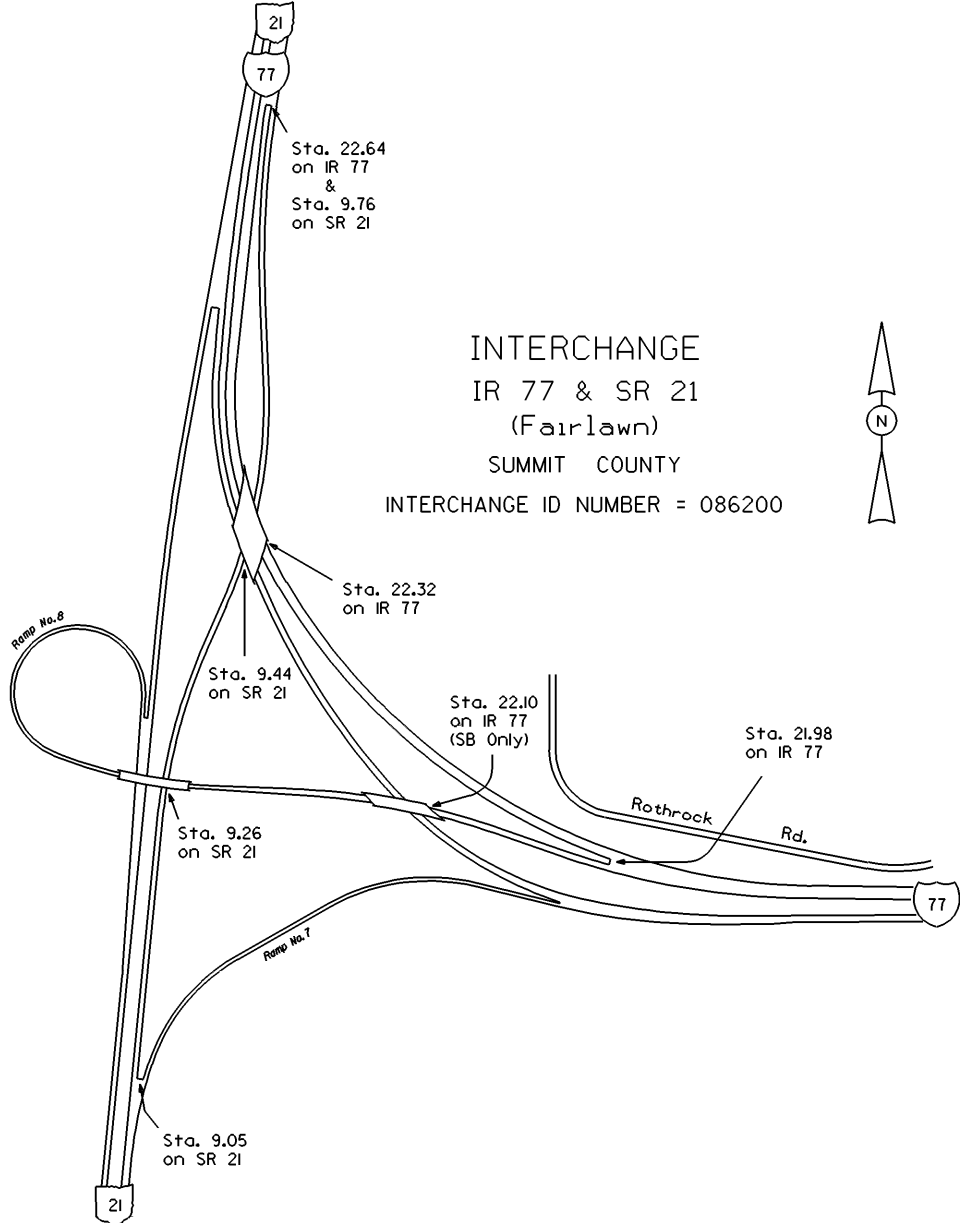 21
77
Sta. 22.64
on IR 77
&
Sta. 9.76
on SR 21
INTERCHANGE
IR 77 & SR 21
(Fairlawn)
SUMMIT COUNTY
INTERCHANGE ID NUMBER = 086200
N
Sta. 22.32
on IR 77
Ramp No.8
Sta. 9.44
on SR 21
Sta. 22.10
on IR 77
(SB Only)
Sta. 21.98
on IR 77
Rothrock Rd.
Sta. 9.26
on SR 21
77
Ramp No.7
Sta. 9.05
on SR 21
21